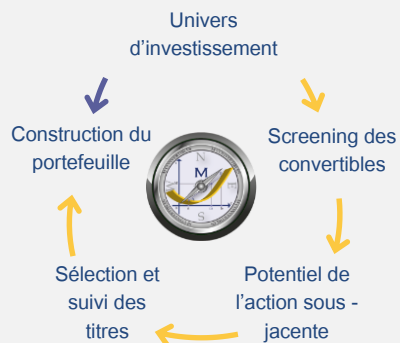 Univers
d'investissement
Construction du
portefeuille
Screening des
convertibles
N
M
S
Sélection et
suivi des
titres
Potentiel de
l'action sous -
jacente